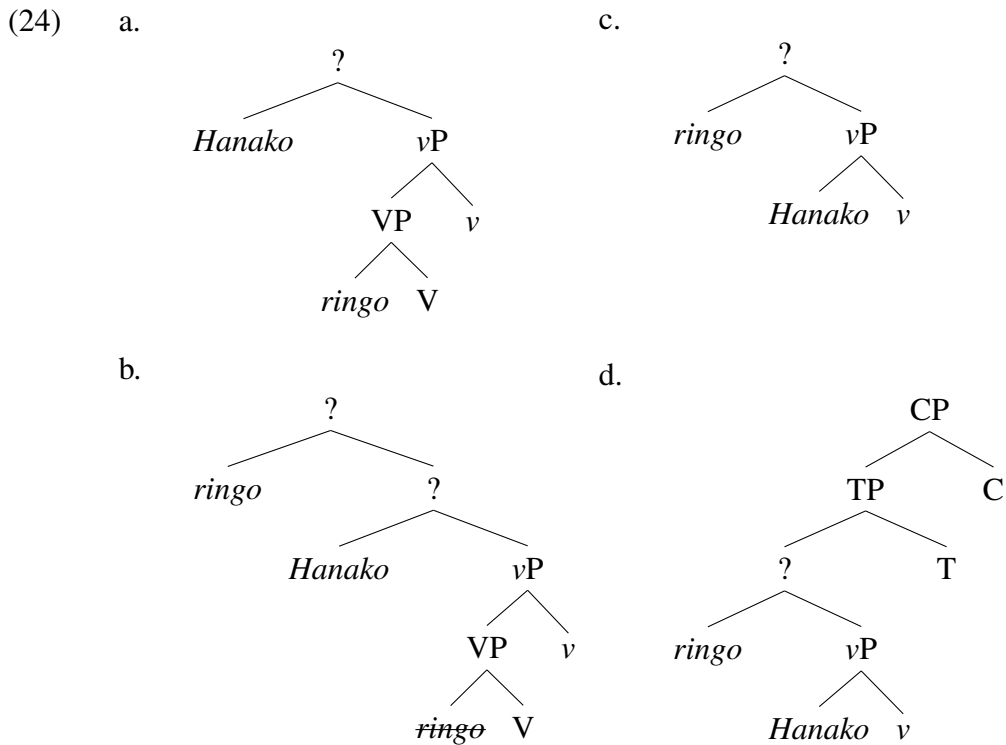 (24) a.
?
Hanako vP
VP v
ringo V
b.
?
ringo ?
Hanako vP
VP v
ringo V
c.
?
ringo vP
Hanako v
d.
CP
TP C
? T
ringo vP
Hanako v